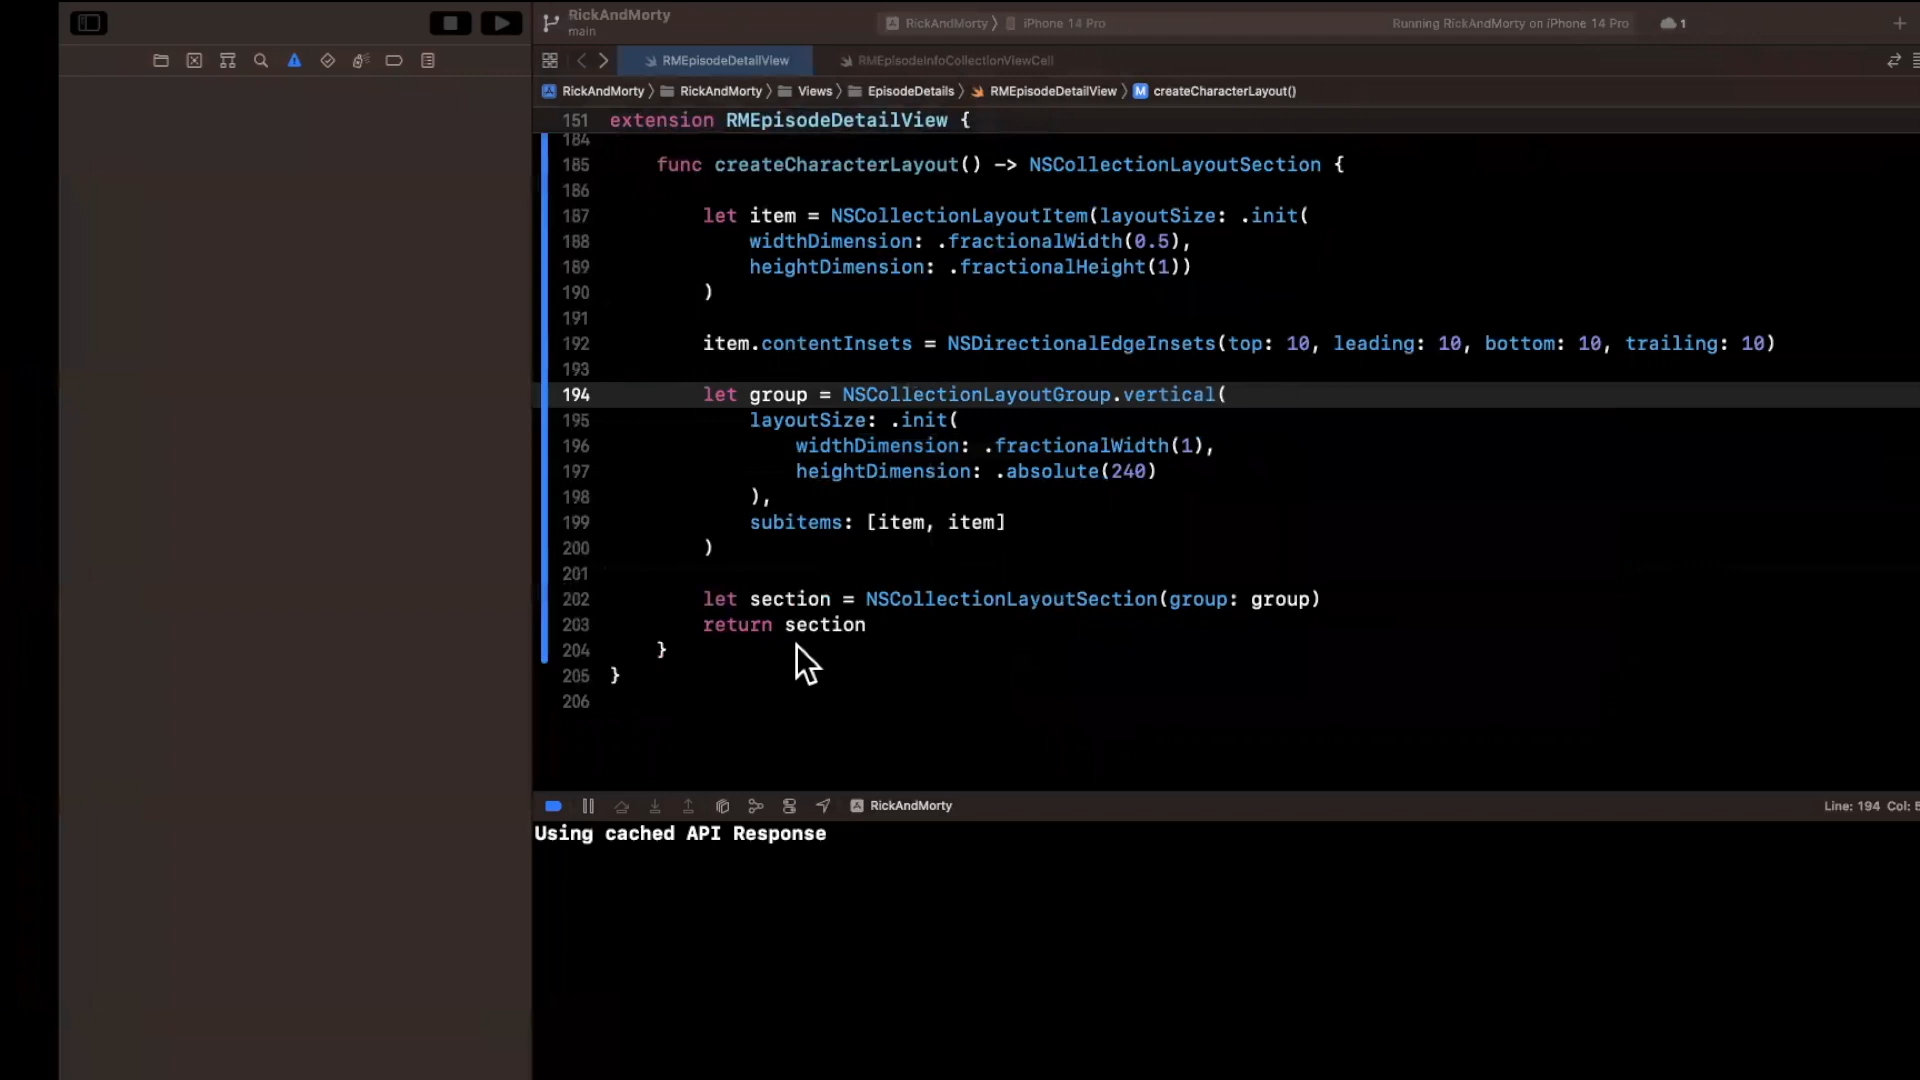 RickAndMorty
main
RickAndMorty iPhone 14 Pro
Running RickAndMorty on iPhone 14 Pro
1
RMEpisodeDetailView
RMEpisodeInfoCollectionViewCell
RickAndMorty RickAndMorty Views EpisodeDetails RMEpisodeDetailView M createCharacterLayout()
151 extension RMEpisodeDetailView {
184
185 func createCharacterLayout() -> NSCollectionLayoutSection {
186
187 let item = NSCollectionLayoutItem(layoutSize: .init(
188 widthDimension: .fractionalWidth(0.5),
189 heightDimension: .fractionalHeight(1))
190 )
191
192 item.contentInsets = NSDirectionalEdgeInsets(top: 10, leading: 10, bottom: 10, trailing: 10)
193
194 let group = NSCollectionLayoutGroup.vertical(
195 layoutSize: .init(
196 widthDimension: .fractionalWidth(1),
197 heightDimension: .absolute(240)
198 ),
199 subitems: [item, item]
200 )
201
202 let section = NSCollectionLayoutSection(group: group)
203 return section
204 }
205 }
206
RickAndMorty
Line: 194 Col:
Using cached API Response